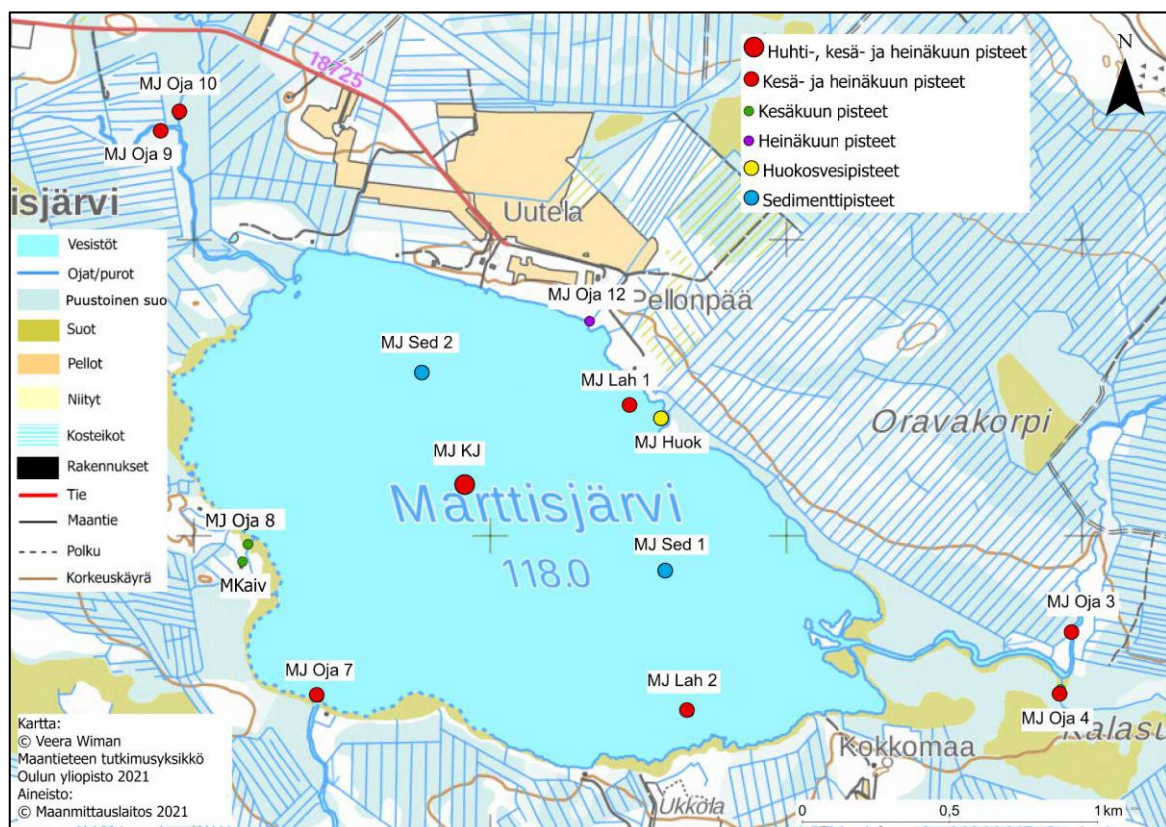 18725
N
Huhti-, kesä- ja heinäkuun pisteet
Kesä- ja heinäkuun pisteet
Kesäkuun pisteet
Heinäkuun pisteet
Huokosvesipisteet
Sedimenttipisteet
MJ Oja 10
MJ Oja 9
isjärvi
Uutela
Vesistöt
Ojat/purot
Puustoinen suo
Suot
Pellot
Niityt
Kosteikot
Rakennukset
Tie
Maantie
Polku
Korkeuskäyrä
MJ Oja 12
Pellonpää
MJ Sed 2
MJ Lah 1
MJ Huok
Oravakorpi
MJ KJ
Marttisjärvi
118.0
MJ Oja 8
MKaiv
MJ Sed 1
MJ Oja 3
MJ Oja 7
MJ Lah 2
MJ Oja 4
Kalasu
Kokkomaa
Ukköla
Kartta:
© Veera Wiman
Maantieteen tutkimusyksikkö
Oulun yliopisto 2021
Aineisto:
© Maanmittauslaitos 2021
0 0,5 1 km